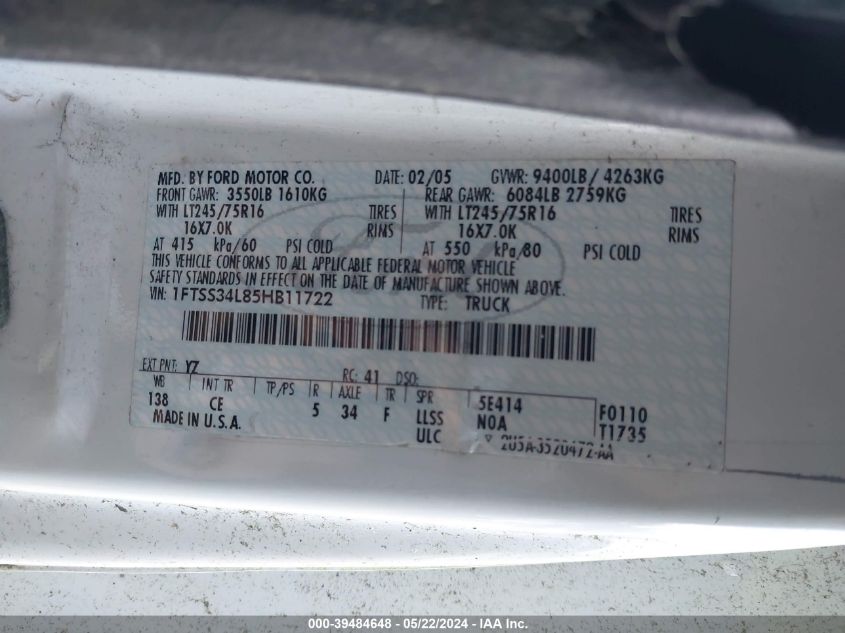 MFD. BY FORD MOTOR CO. DATE: 02/05 GVWR: 9400LB/ 4263KG
FRONT GAWR: 3550LB 1610KG REAR GAWR: 6084LB 2759KG
WITH LT245/75R16 TIRES WITH LT245/75R16 TIRES
16X7.0K RIMS 16X7.0K RIMS
AT 415 kPa/60 PSI COLD AT 550 kPa/80 PSI COLD
THIS VEHICLE CONFORMS TO ALL APPLICABLE FEDERAL MOTOR VEHICLE
SAFETY STANDARDS IN EFFECT ON THE DATE OF MANUFACTURE SHOWN ABOVE.
VIN: 1FTSS34L85HB11722 TYPE: TRUCK
EXT PNT: YZ RC: 41 DSO:
WB INT TR TP/PS R AXLE TR SPR 5E414 F0110
138 CE 5 34 F LLSS N0A T1735
MADE IN U.S.A. ULC 2U5A-3520472-AA
000-39484648 - 05/22/2024 - IAA Inc.